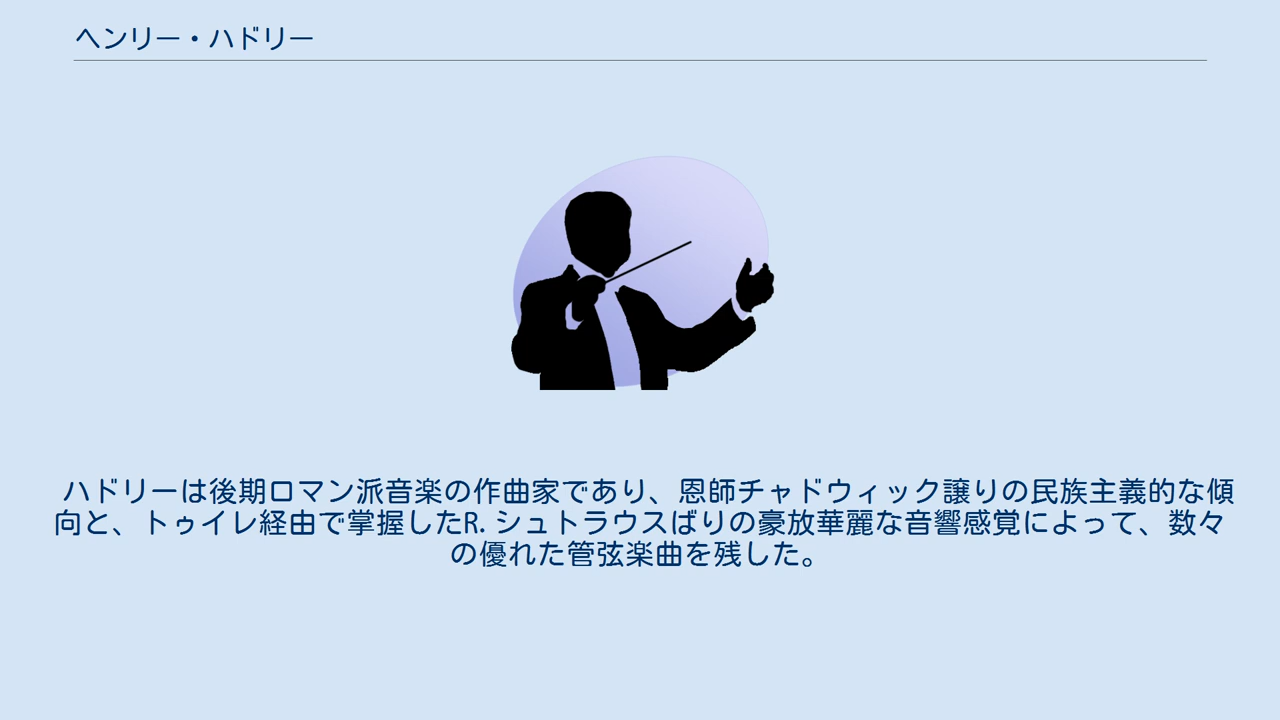 ヘンリー・ハドリー
ハドリーは後期ロマン派音楽の作曲家であり、恩師チャドウィック譲りの民族主義的な傾
向と、トゥイレ経由で掌握したR. シュトラウスばりの豪放華麗な音響感覚によって、数々
の優れた管弦楽曲を残した。